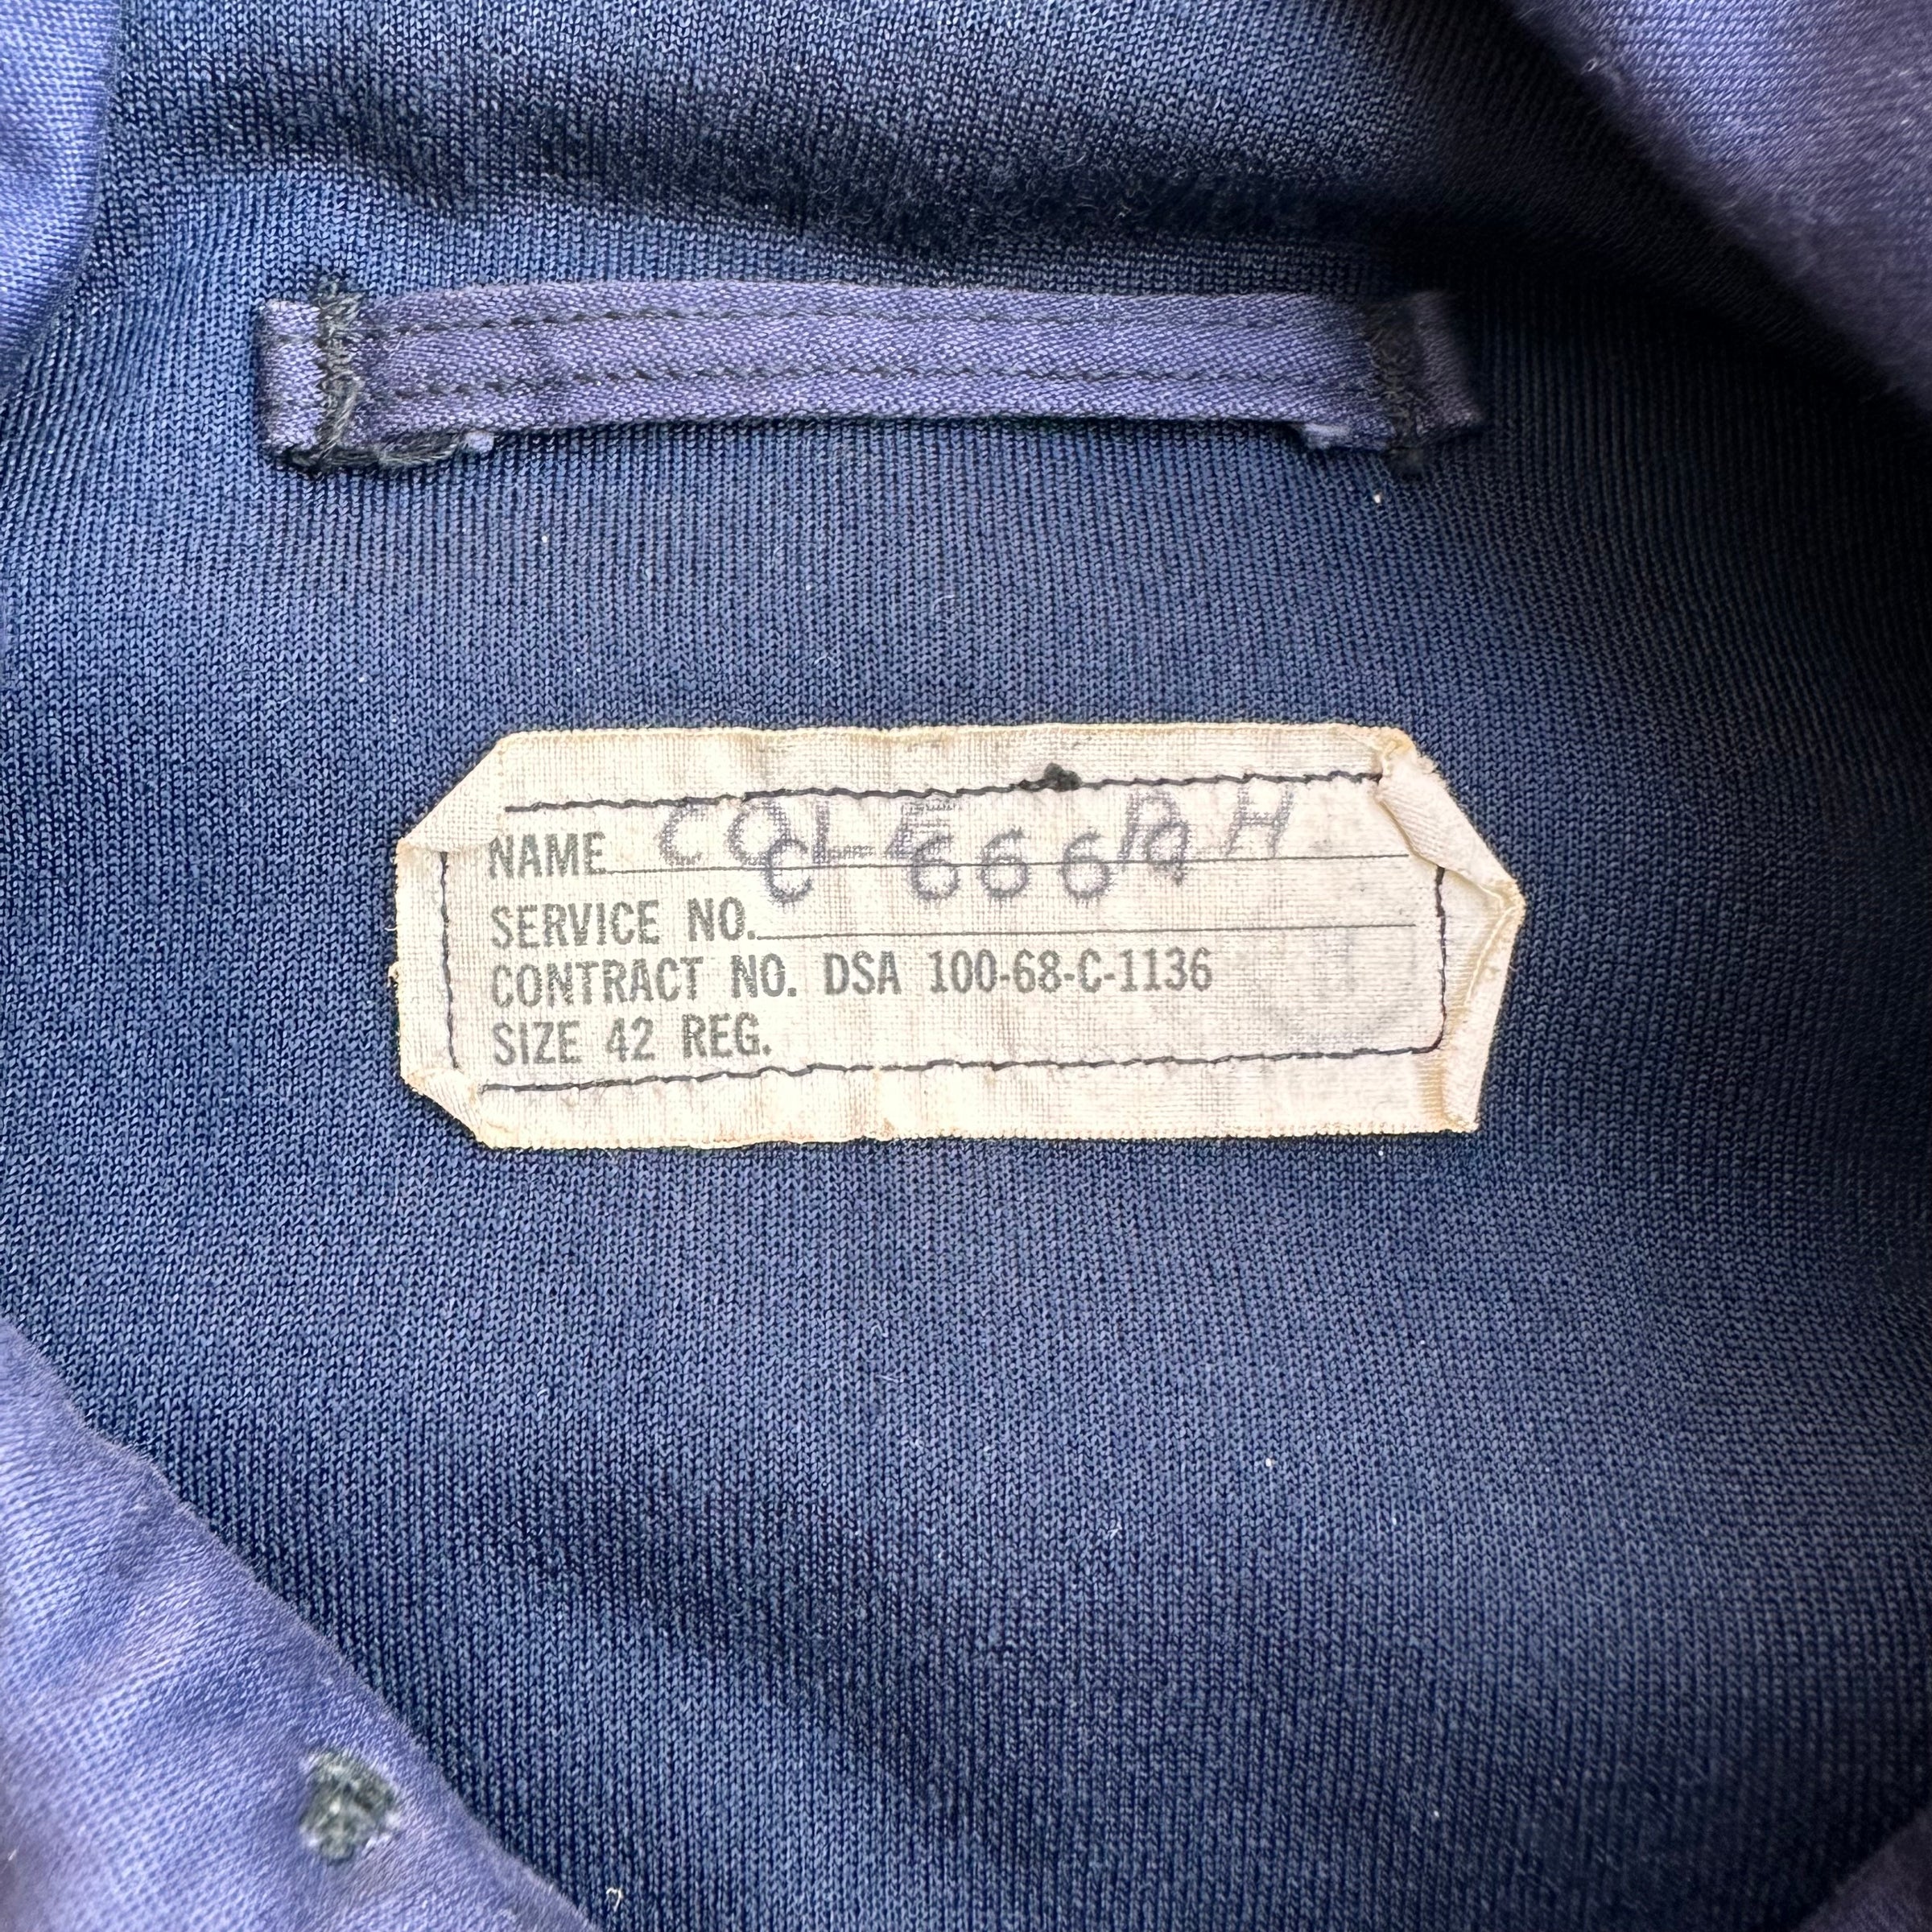 NAME COLE R H
C 6669
SERVICE NO.
CONTRACT NO. DSA 100-68-C-1136
SIZE 42 REG.